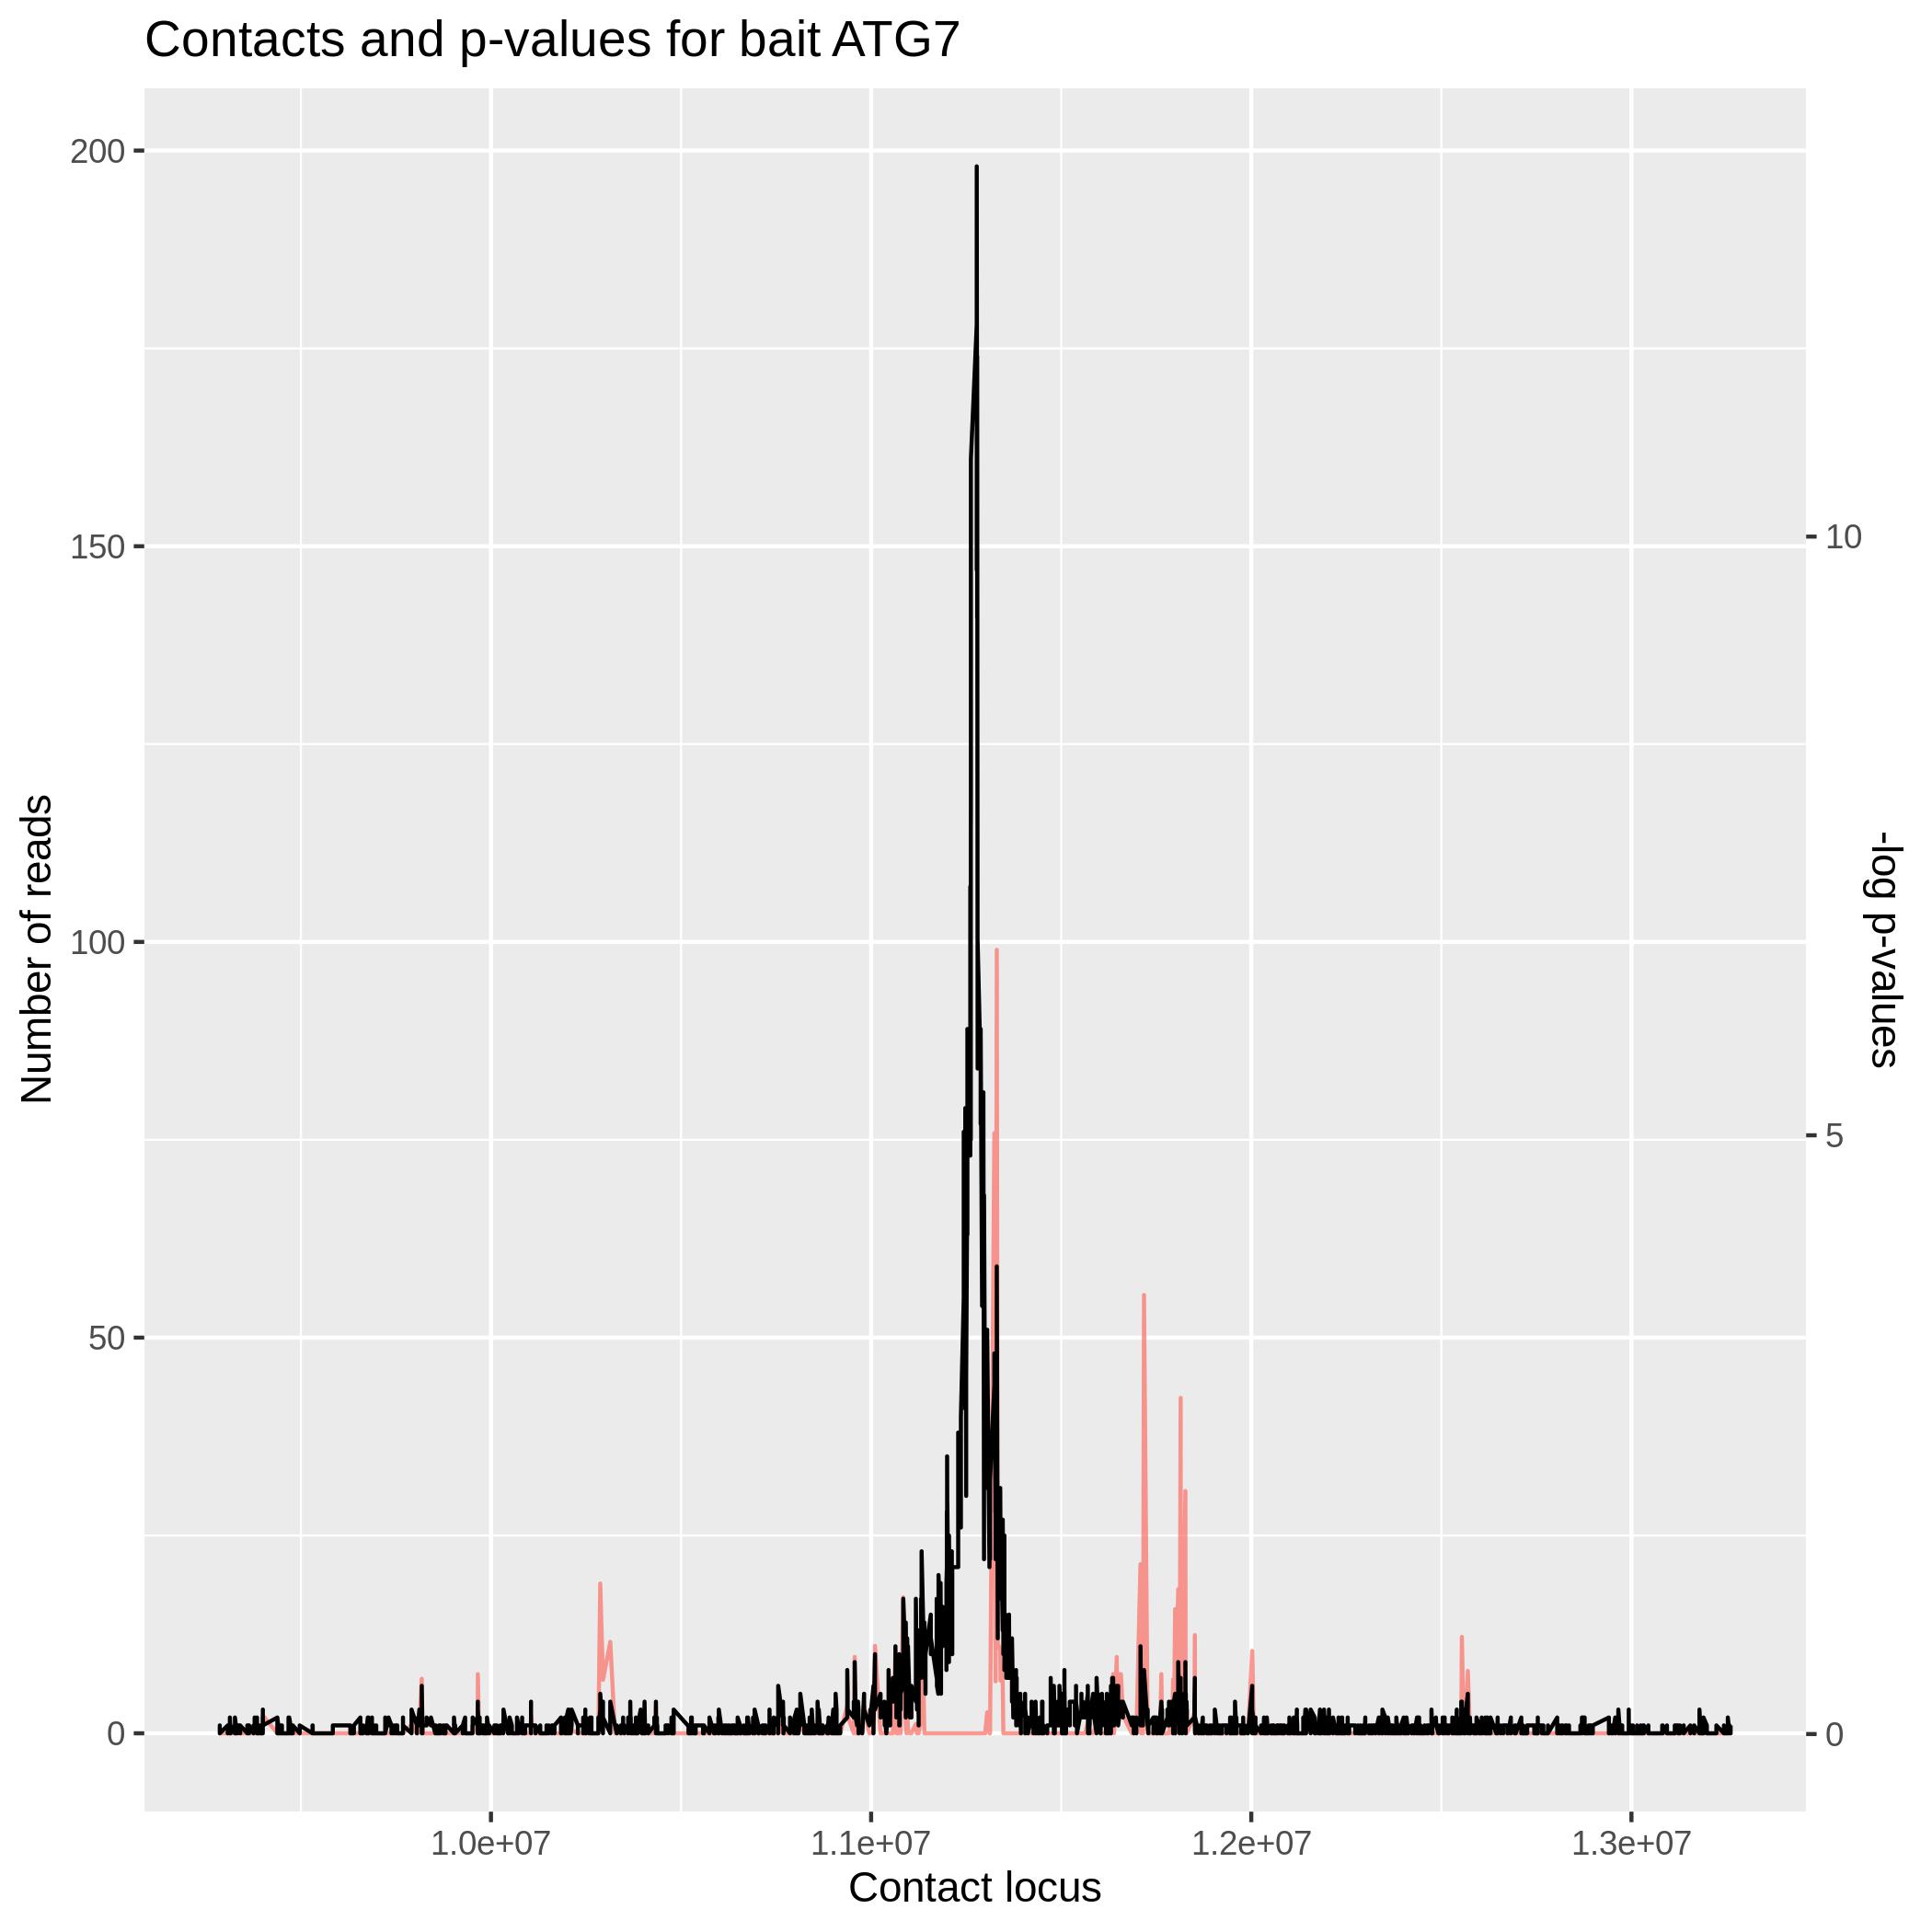 Contacts and p-values for bait ATG7
200
150
100
50
0
Number of reads
10
5
0
-log p-values
1.0e+07
1.1e+07
1.2e+07
1.3e+07
Contact locus